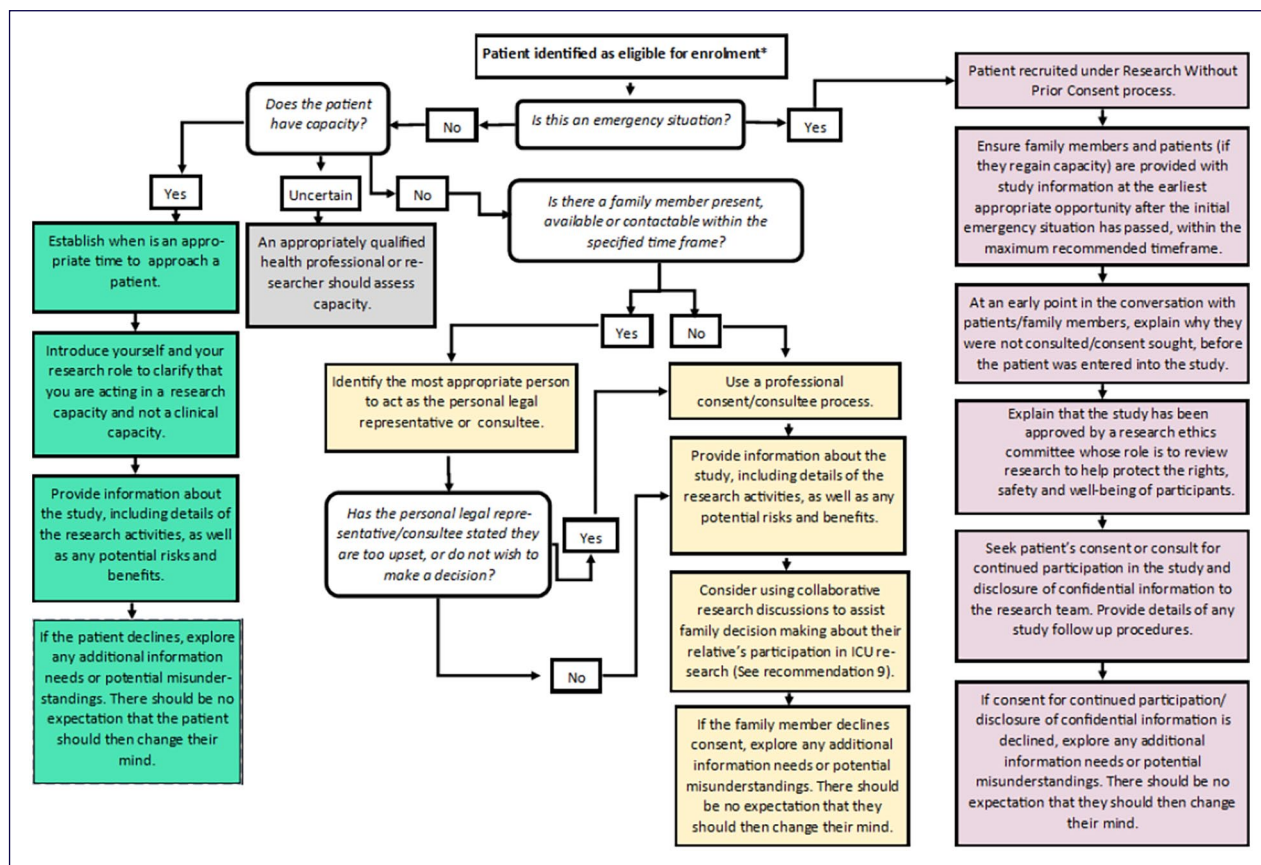 Patient identified as eligible for enrolment*
Does the patient
have capacity?
No
Is this an emergency situation?
Yes
Yes
Uncertain
No
Establish when is an appro-
priate time to approach a
patient.
Introduce yourself and your
research role to clarify that
you are acting in a research
capacity and not a clinical
capacity.
Provide information about
the study, including details of
the research activities, as well
as any potential risks and
benefits.
If the patient declines, explore
any additional information
needs or potential misunder-
standings. There should be no
expectation that the patient
should then change their
mind.
An appropriately qualified
health professional or re-
searcher should assess
capacity.
Is there a family member present,
available or contactable within the
specified time frame?
Yes
No
Identify the most appropriate person
to act as the personal legal
representative or consultee.
Has the personal legal repre-
sentative/consultee stated they
are too upset, or do not wish to
make a decision?
Yes
No
Use a professional
consent/consultee process.
Provide information about the
study, including details of the
research activities, as well as any
potential risks and benefits.
Consider using collaborative
research discussions to assist
family decision making about their
relative's participation in ICU re-
search (See recommendation 9).
If the family member declines
consent, explore any additional
information needs or potential
misunderstandings. There should
be no expectation that they
should then change their mind.
Patient recruited under Research Without
Prior Consent process.
Ensure family members and patients (if
they regain capacity) are provided with
study information at the earliest
appropriate opportunity after the initial
emergency situation has passed, within
the maximum recommended timeframe.
At an early point in the conversation with
patients/family members, explain why they
were not consulted/consent sought, before
the patient was entered into the study.
Explain that the study has been
approved by a research ethics
committee whose role is to review
research to help protect the rights,
safety and well-being of participants.
Seek patient's consent or consult for
continued participation in the study and
disclosure of confidential information to
the research team. Provide details of any
study follow up procedures.
If consent for continued participation/
disclosure of confidential information is
declined, explore any additional
information needs or potential
misunderstandings. There should be no
expectation that they should then change
their mind.